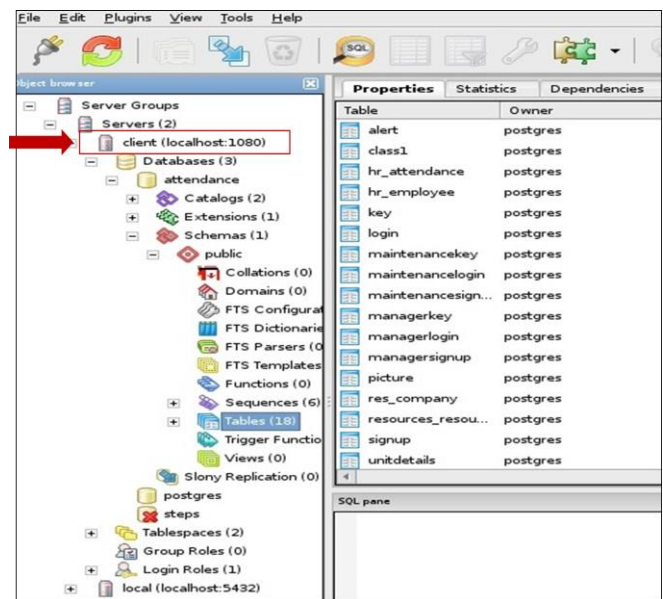 File Edit Plugins View Tools Help
SQL
Object browser
Server Groups
Servers (2)
client (localhost:1080)
Databases (3)
attendance
Catalogs (2)
Extensions (1)
Schemas (1)
public
Collations (0)
Domains (0)
FTS Configurat
FTS Dictionarie
FTS Parsers (0
FTS Templates
Functions (0)
Sequences (6)
Tables (18)
Trigger Functio
Views (0)
Slony Replication (0)
postgres
steps
Tablespaces (2)
Group Roles (0)
Login Roles (1)
local (localhost:5432)
Properties Statistics Dependencies
Table Owner
alert postgres
class1 postgres
hr_attendance postgres
hr_employee postgres
key postgres
login postgres
maintenancekey postgres
maintenancelogin postgres
maintenancesign... postgres
managerkey postgres
managerlogin postgres
managersignup postgres
picture postgres
res_company postgres
resources_resou... postgres
signup postgres
unitdetails postgres
SQL pane